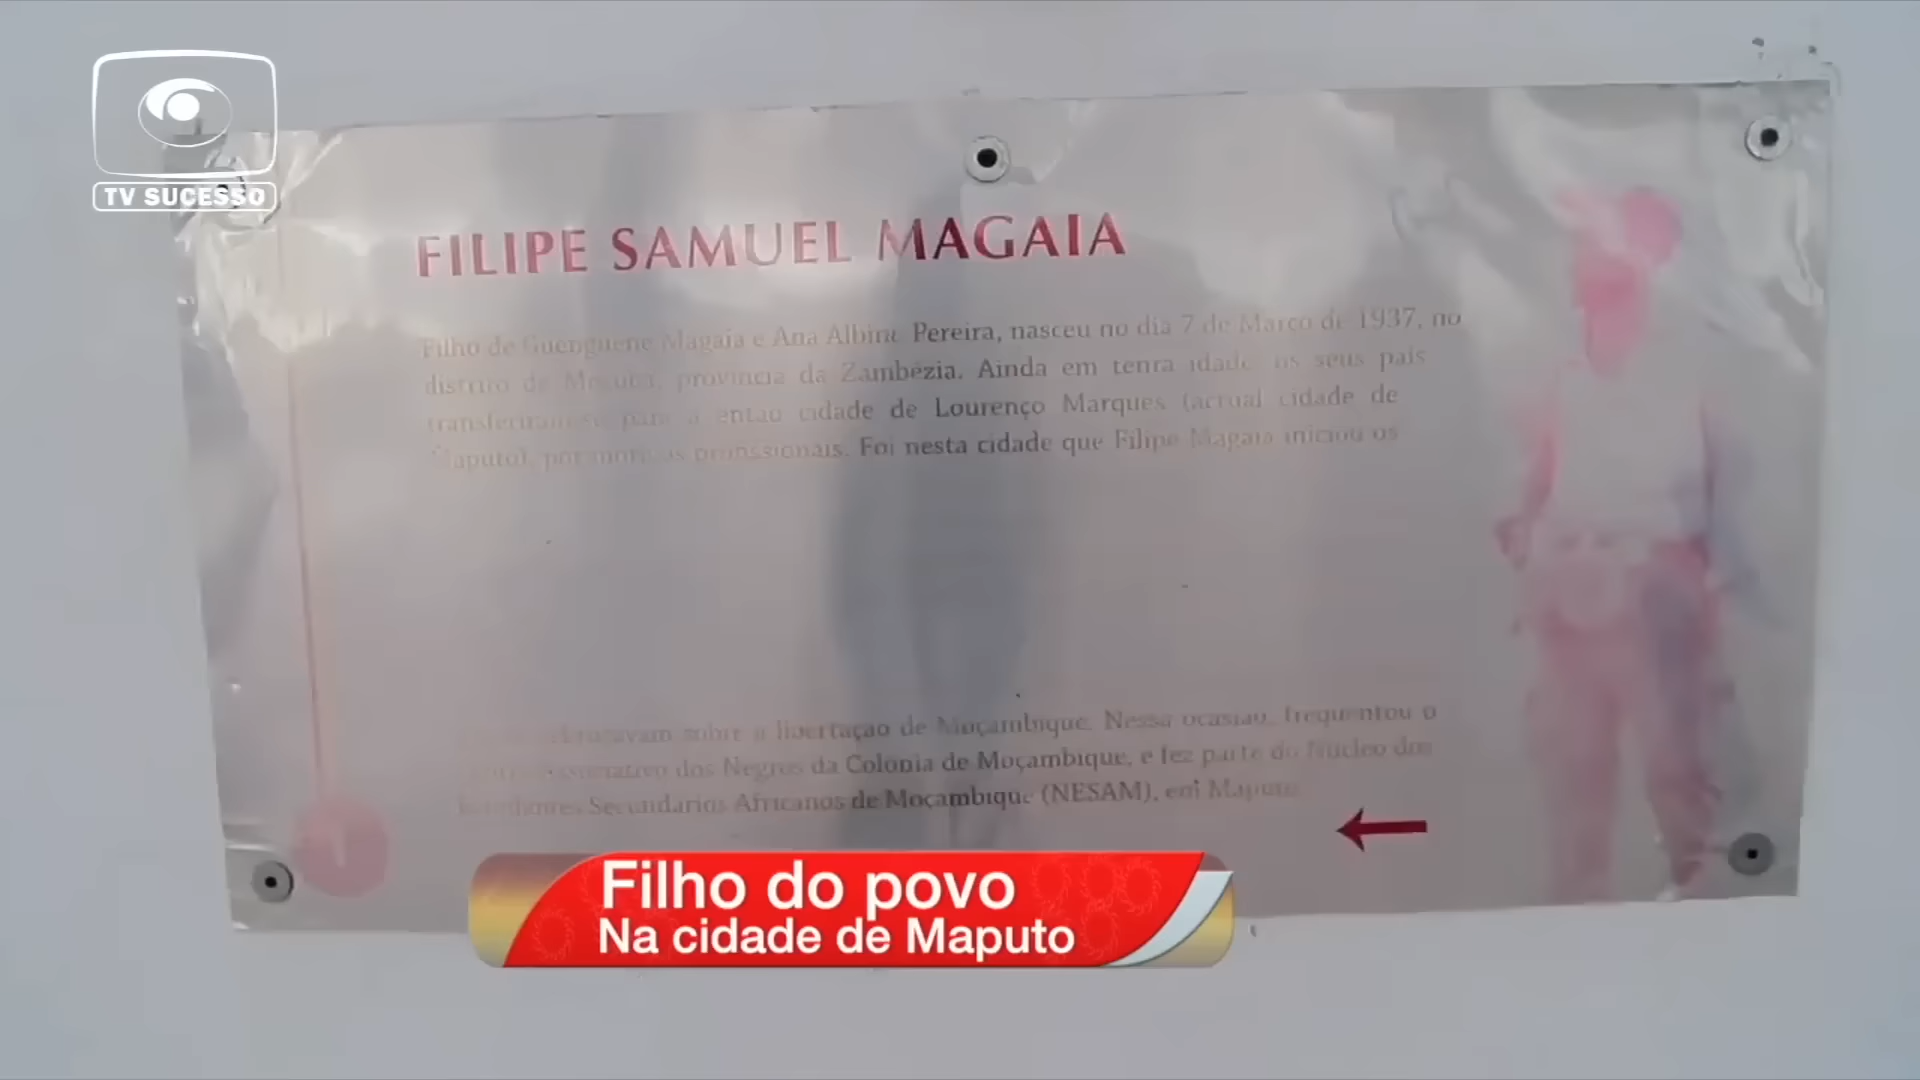 TV SUCESSO
FILIPE SAMUEL MAGAIA
Filho de Guenguene Magaia e Ana Albina Pereira, nasceu no dia 7 de Março de 1937, no
distrito de Mocuba, província da Zambézia. Ainda em tenra idade os seus pais
transferiram-se para a então cidade de Lourenço Marques (actual cidade de
Maputo), por motivos profissionais. Foi nesta cidade que Filipe Magaia iniciou os
sobre a libertação de Moçambique. Nessa ocasião, frequentou o
dos Negros da Colónia de Moçambique, e fez parte do Núcleo dos
Estudantes Secundários Africanos de Moçambique (NESAM), em Maputo
Filho do povo
Na cidade de Maputo